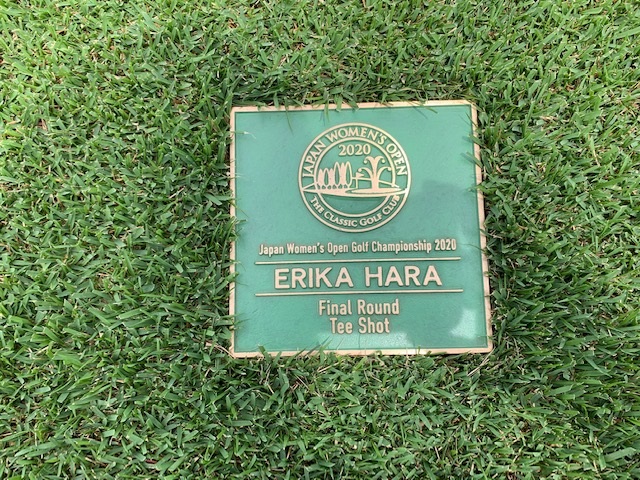 JAPAN WOMEN'S OPEN
2020
THE CLASSIC GOLF CLUB
Japan Women's Open Golf Championship 2020
ERIKA HARA
Final Round
Tee Shot